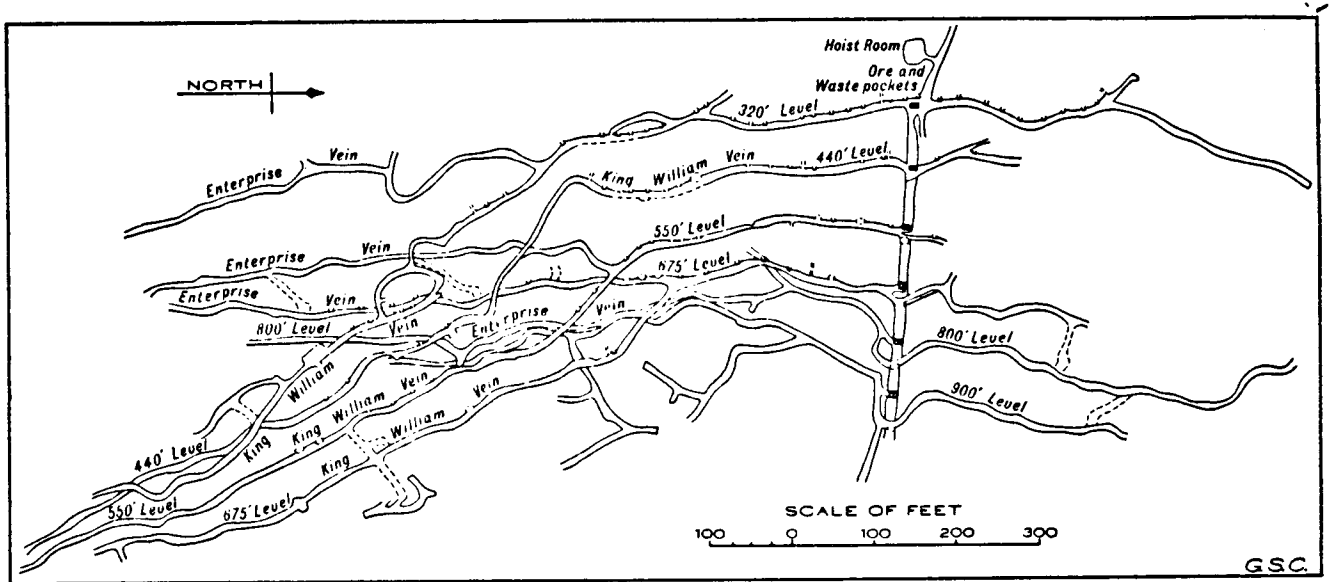 Hoist Room
NORTH
Ore and
Waste pockets
320' Level
Enterprise Vein
King William Vein
440' Level
550' Level
Enterprise Vein
675' Level
Enterprise Vein
800' Level
Vein
Enterprise
Vein
800' Level
William
900' Level
King
King William Vein
King William Vein
440' Level
550' Level
675' Level
SCALE OF FEET
100 0 100 200 300
G.S.C.